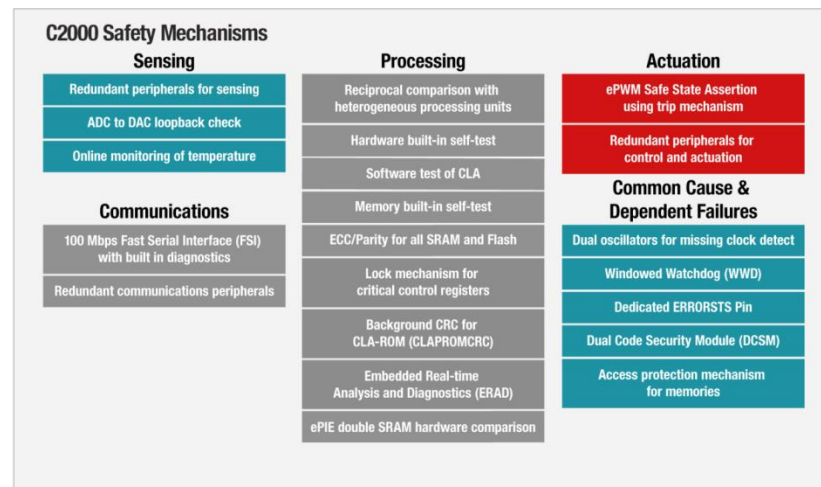 C2000 Safety Mechanisms
Sensing
Redundant peripherals for sensing
ADC to DAC loopback check
Online monitoring of temperature
Communications
100 Mbps Fast Serial Interface (FSI)
with built in diagnostics
Redundant communications peripherals
Processing
Reciprocal comparison with
heterogeneous processing units
Hardware built-in self-test
Software test of CLA
Memory built-in self-test
ECC/Parity for all SRAM and Flash
Lock mechanism for
critical control registers
Background CRC for
CLA-ROM (CLAPROMCRC)
Embedded Real-time
Analysis and Diagnostics (ERAD)
ePIE double SRAM hardware comparison
Actuation
ePWM Safe State Assertion
using trip mechanism
Redundant peripherals for
control and actuation
Common Cause &
Dependent Failures
Dual oscillators for missing clock detect
Windowed Watchdog (WWD)
Dedicated ERRORSTS Pin
Dual Code Security Module (DCSM)
Access protection mechanism
for memories